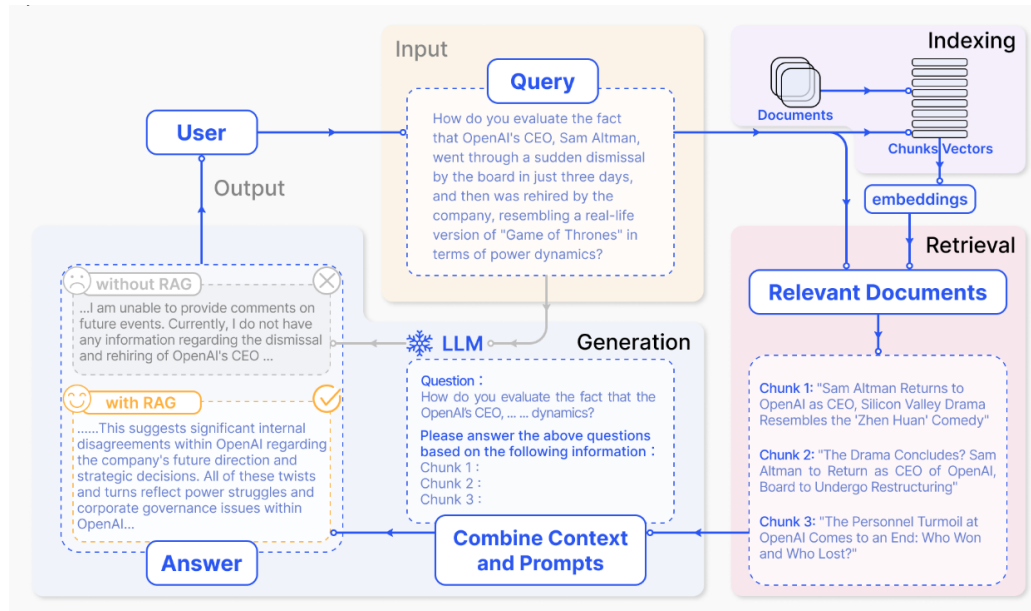 Input
Query
How do you evaluate the fact
that OpenAI's CEO, Sam Altman,
went through a sudden dismissal
by the board in just three days,
and then was rehired by the
company, resembling a real-life
version of "Game of Thrones" in
terms of power dynamics?
Indexing
Documents
Chunks Vectors
embeddings
User
Output
Retrieval
Relevant Documents
Chunk 1: "Sam Altman Returns to
OpenAI as CEO, Silicon Valley Drama
Resembles the 'Zhen Huan' Comedy"
Chunk 2: "The Drama Concludes? Sam
Altman to Return as CEO of OpenAI,
Board to Undergo Restructuring"
Chunk 3: "The Personnel Turmoil at
OpenAI Comes to an End: Who Won
and Who Lost?"
without RAG
...I am unable to provide comments on
future events. Currently, I do not have
any information regarding the dismissal
and rehiring of OpenAI's CEO ...
with RAG
......This suggests significant internal
disagreements within OpenAI regarding
the company's future direction and
strategic decisions. All of these twists
and turns reflect power struggles and
corporate governance issues within
OpenAI...
Answer
LLM
Generation
Question :
How do you evaluate the fact that the
OpenAI's CEO, ... ... dynamics?
Please answer the above questions
based on the following information :
Chunk 1 :
Chunk 2 :
Chunk 3 :
Combine Context
and Prompts